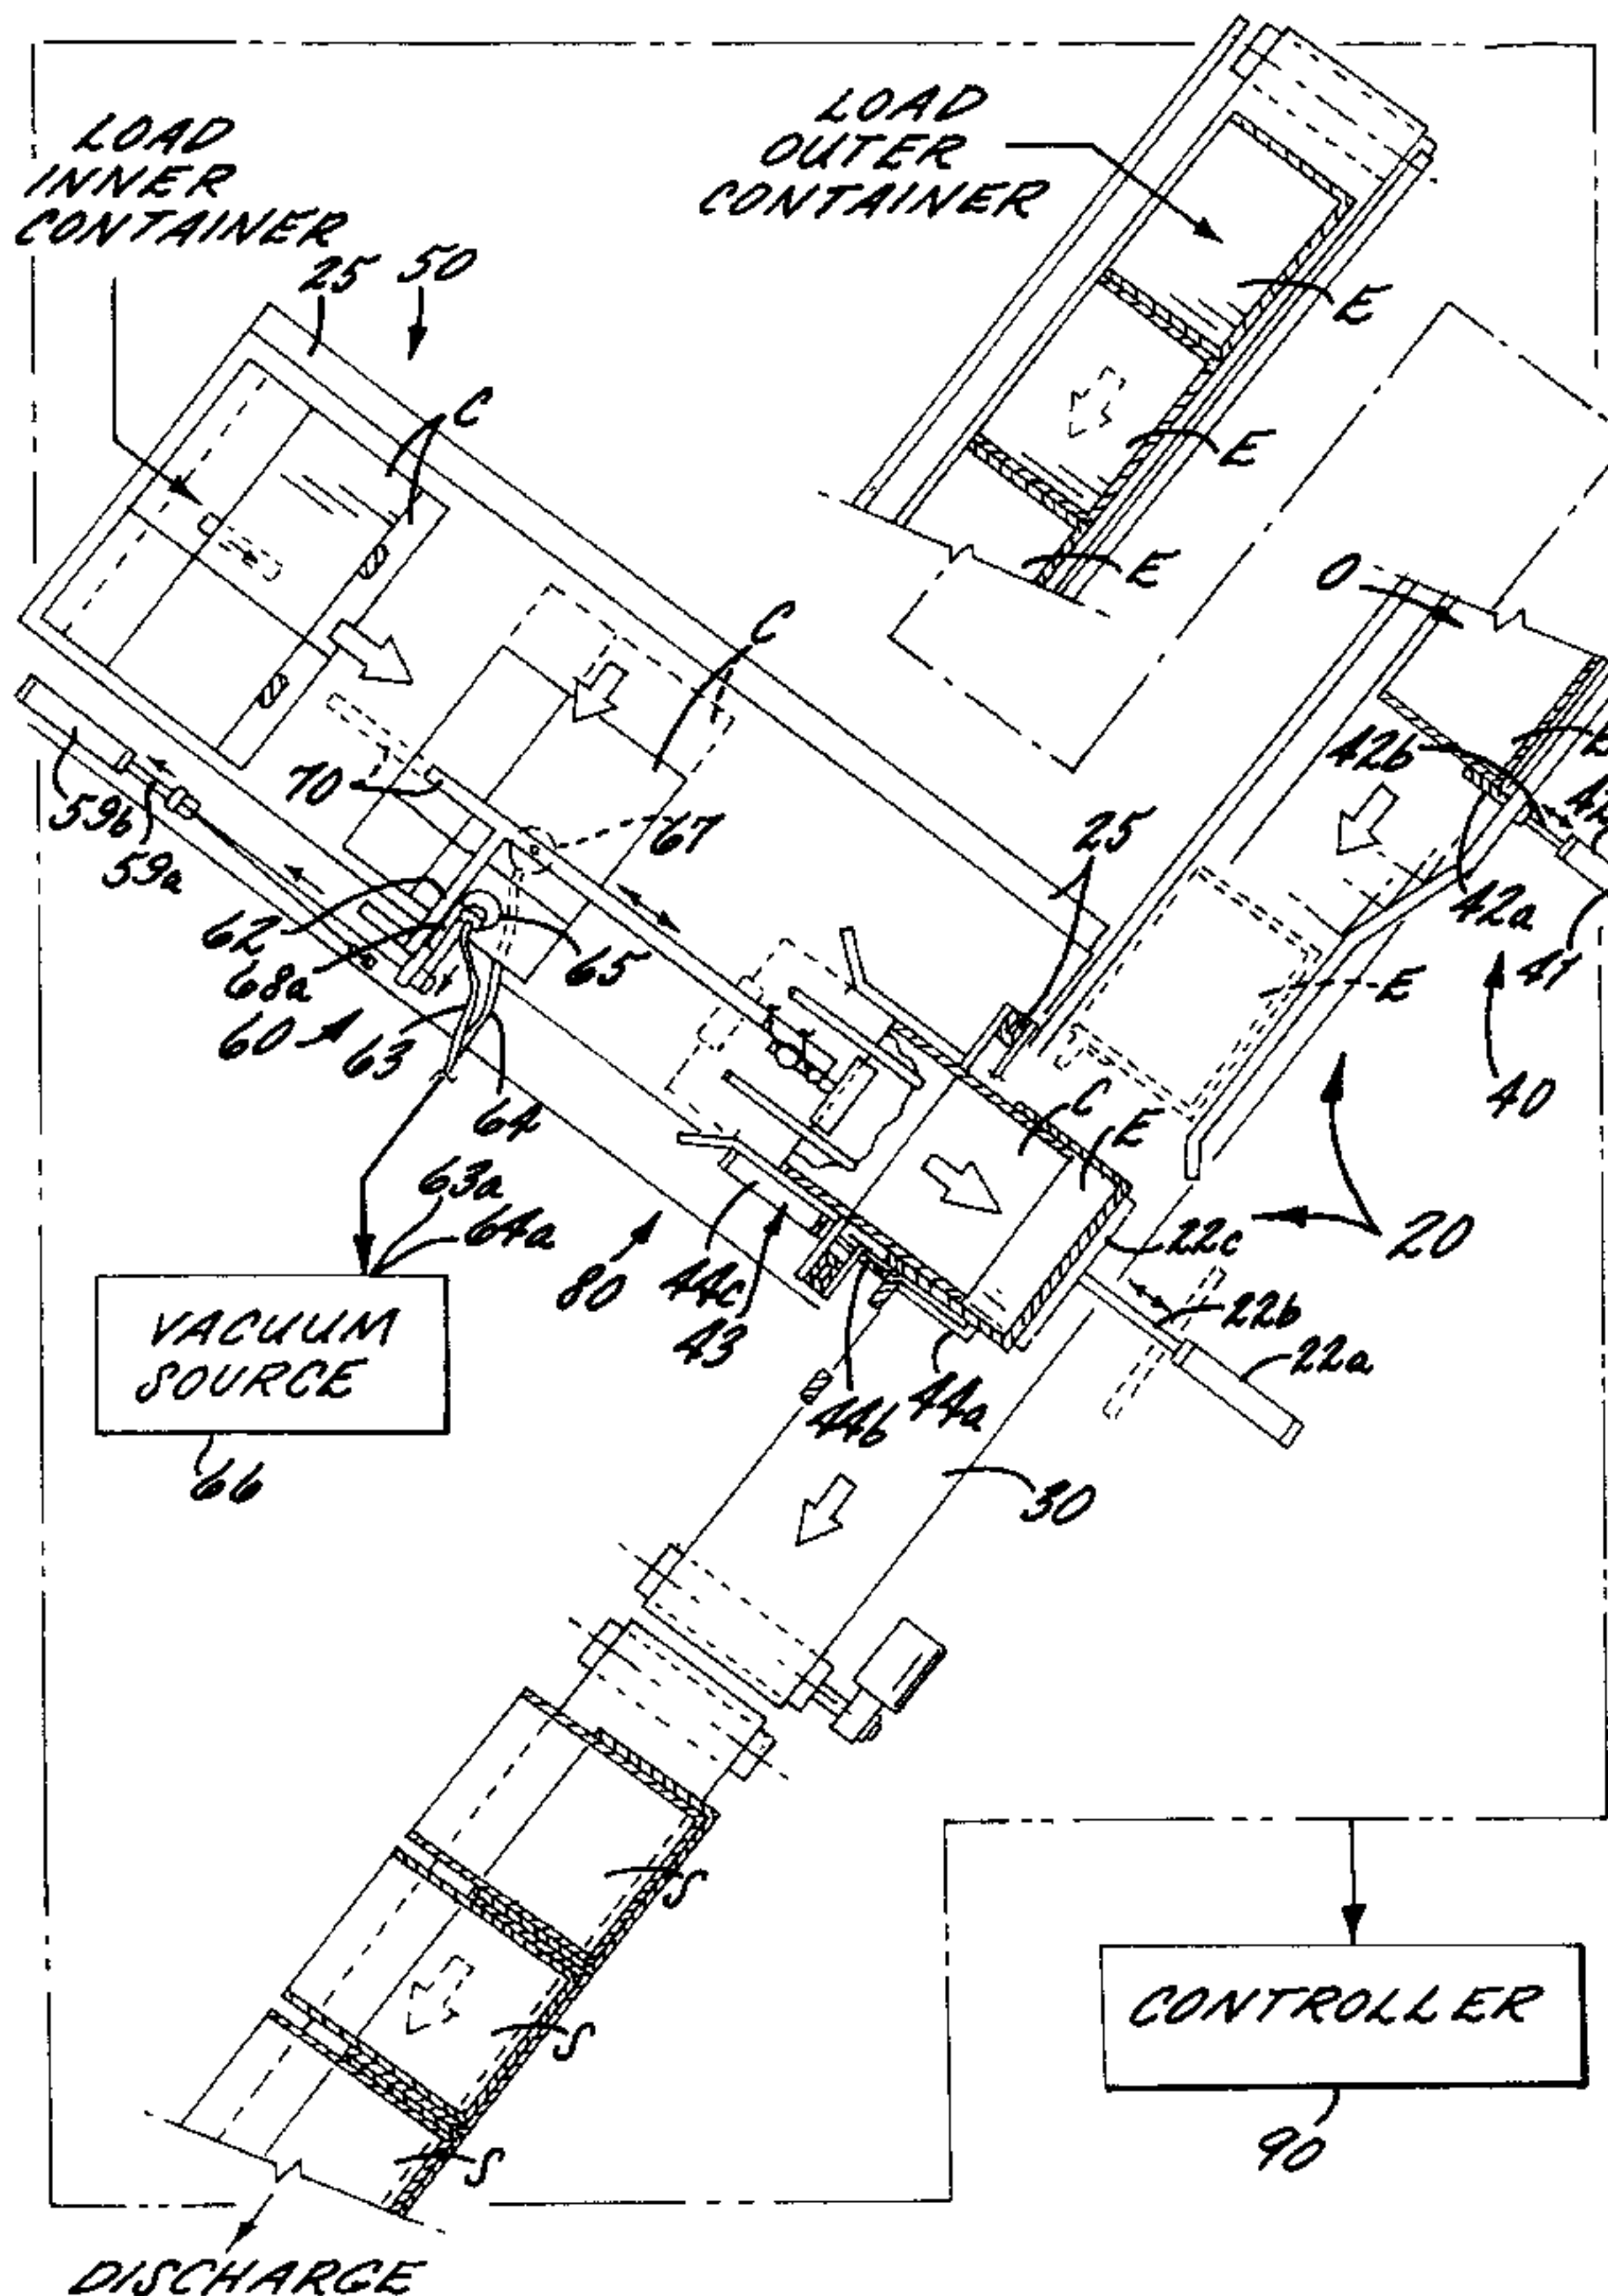 LOAD
INNER
CONTAINER
LOAD
OUTER
CONTAINER
25
50
E
C
E
E
O
C
42b
59b
59a
70
67
25
42a
41
E
62
68a
65
60
63
64
40
C
E
63a
64a
22c
20
80
44c
43
22b
22a
VACUUM
SOURCE
44b
44a
66
30
S
S
CONTROLLER
S
90
DISCHARGE